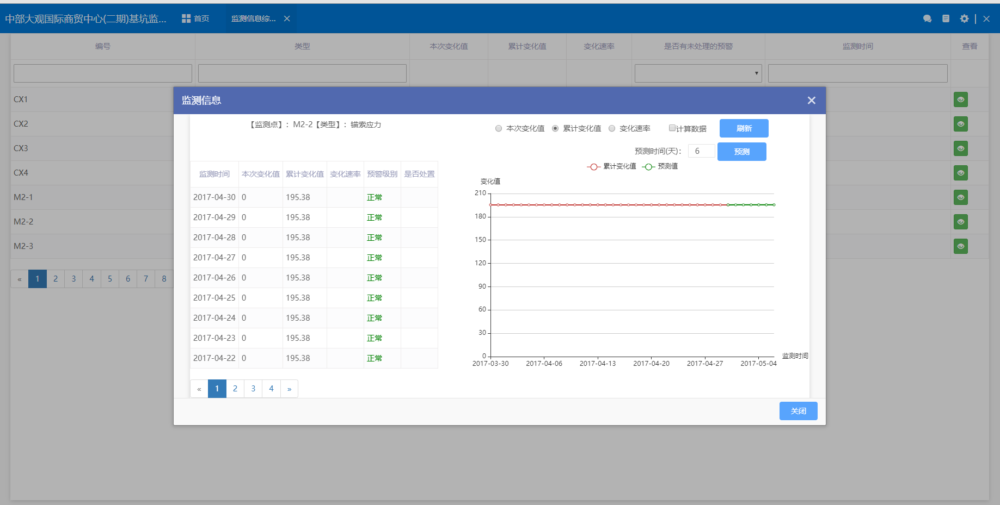 中部大观国际商贸中心(二期)基坑监... 首页 监测信息综...
编号 类型 本次变化值 累计变化值 变化速率 是否有未处理的预警 监测时间 查看
CX1
CX2
CX3
CX4
M2-1
M2-2
M2-3
« 1 2 3 4 5 6 7 8
监测信息
【监测点】：M2-2【类型】：锚索应力
本次变化值 累计变化值 变化速率 计算数据 刷新
预测时间(天)： 6 预测
监测时间 本次变化值 累计变化值 变化速率 预警级别 是否处置
2017-04-30 0 195.38 正常
2017-04-29 0 195.38 正常
2017-04-28 0 195.38 正常
2017-04-27 0 195.38 正常
2017-04-26 0 195.38 正常
2017-04-25 0 195.38 正常
2017-04-24 0 195.38 正常
2017-04-23 0 195.38 正常
2017-04-22 0 195.38 正常
« 1 2 3 4 »
累计变化值 预测值
变化值
210
180
150
120
90
60
30
0
2017-03-30 2017-04-06 2017-04-13 2017-04-20 2017-04-27 2017-05-04
监测时间
关闭